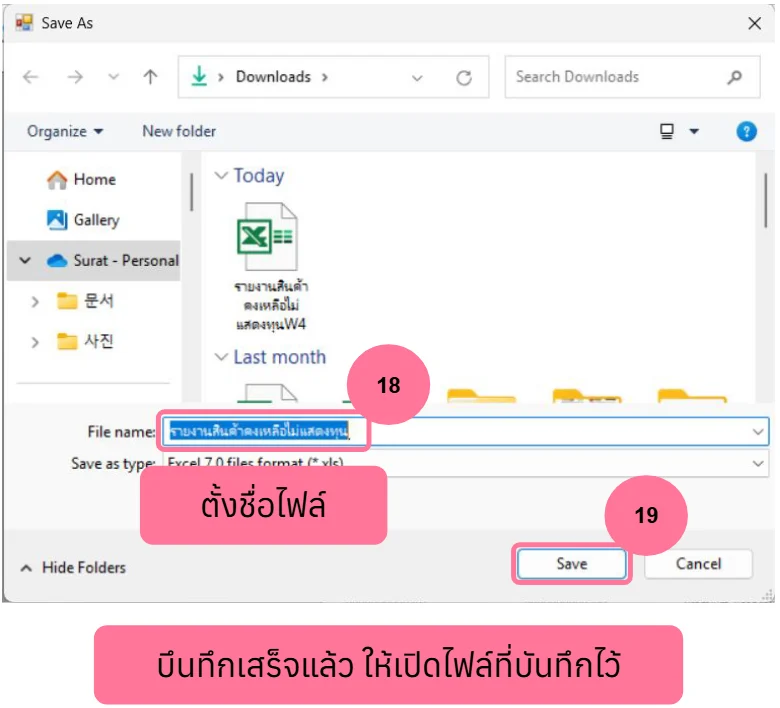 Save As
Downloads
Search Downloads
Organize
New folder
Home
Gallery
Surat - Personal
문서
사진
Today
รายงานสินค้า
คงเหลือไม่
แสดงทุนW4
Last month
18
File name:
รายงานสินค้าคงเหลือไม่แสดงทุน
Save as type:
Excel 7.0 files format (*.xls)
ตั้งชื่อไฟล์
19
Hide Folders
Save
Cancel
บึนทึกเสร็จแล้ว ให้เปิดไฟล์ที่บันทึกไว้